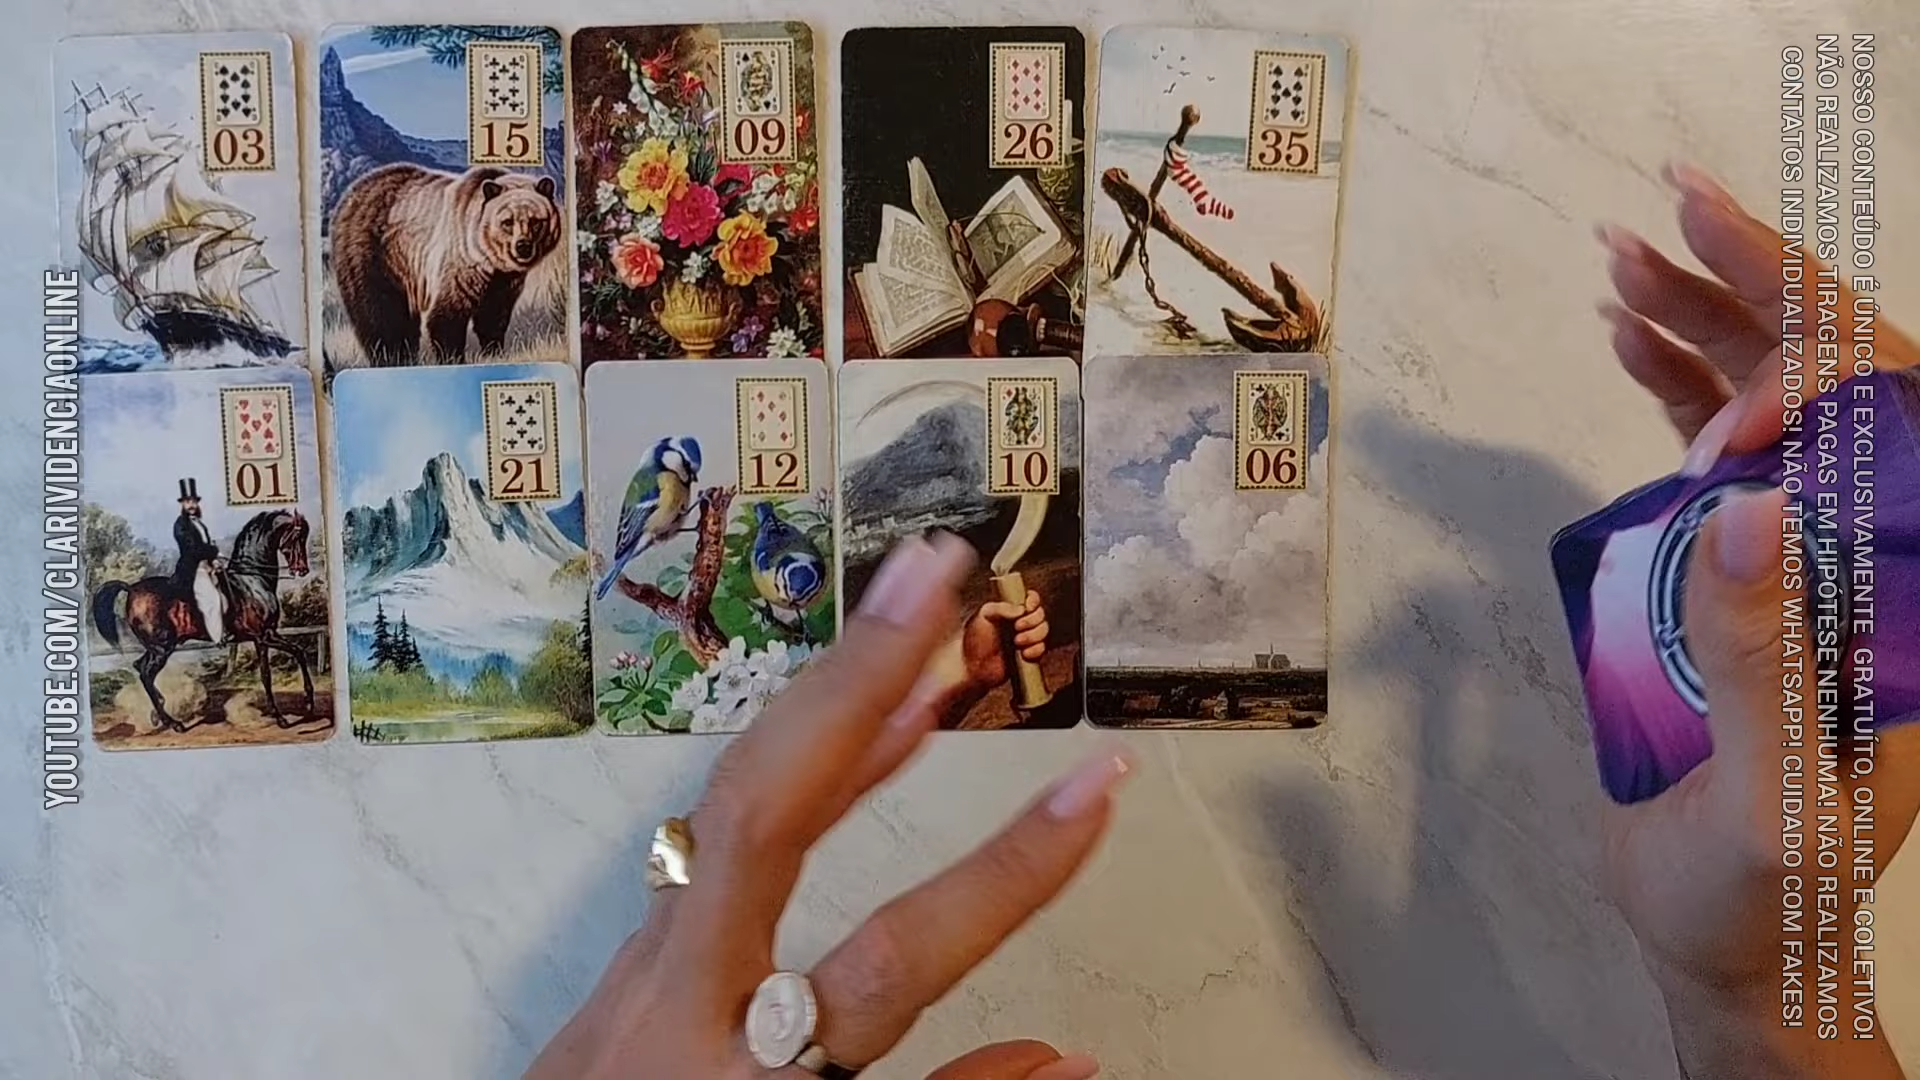 YOUTUBE.COM/CLARIVIDENCIAONLINE
03
15
09
26
35
01
21
12
10
06
NOSSO CONTEÚDO É ÚNICO E EXCLUSIVAMENTE GRATUÍTO, ONLINE E COLETIVO!
NÃO REALIZAMOS TIRAGENS PAGAS EM HIPÓTESE NENHUMA! NÃO REALIZAMOS
CONTATOS INDIVIDUALIZADOS! NÃO TEMOS WHATSAPP! CUIDADO COM FAKES!